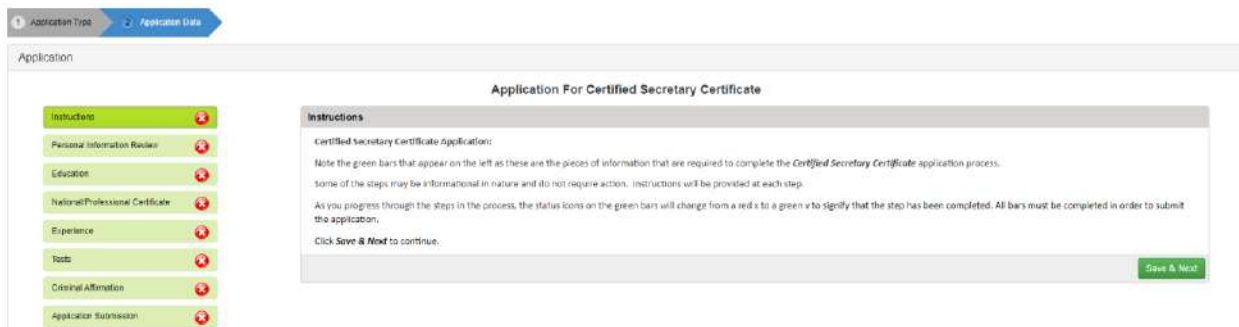 1 Application Type
2 Application Data
Application
Application For Certified Secretary Certificate
Instructions
Personal Information Review
Education
National/Professional Certificate
Experience
Tests
Criminal Affirmation
Application Submission
Instructions
Certified Secretary Certificate Application:
Note the green bars that appear on the left as these are the pieces of information that are required to complete the Certified Secretary Certificate application process.
Some of the steps may be informational in nature and do not require action. Instructions will be provided at each step.
As you progress through the steps in the process, the status icons on the green bars will change from a red x to a green v to signify that the step has been completed. All bars must be completed in order to submit
the application.
Click Save & Next to continue.
Save & Next